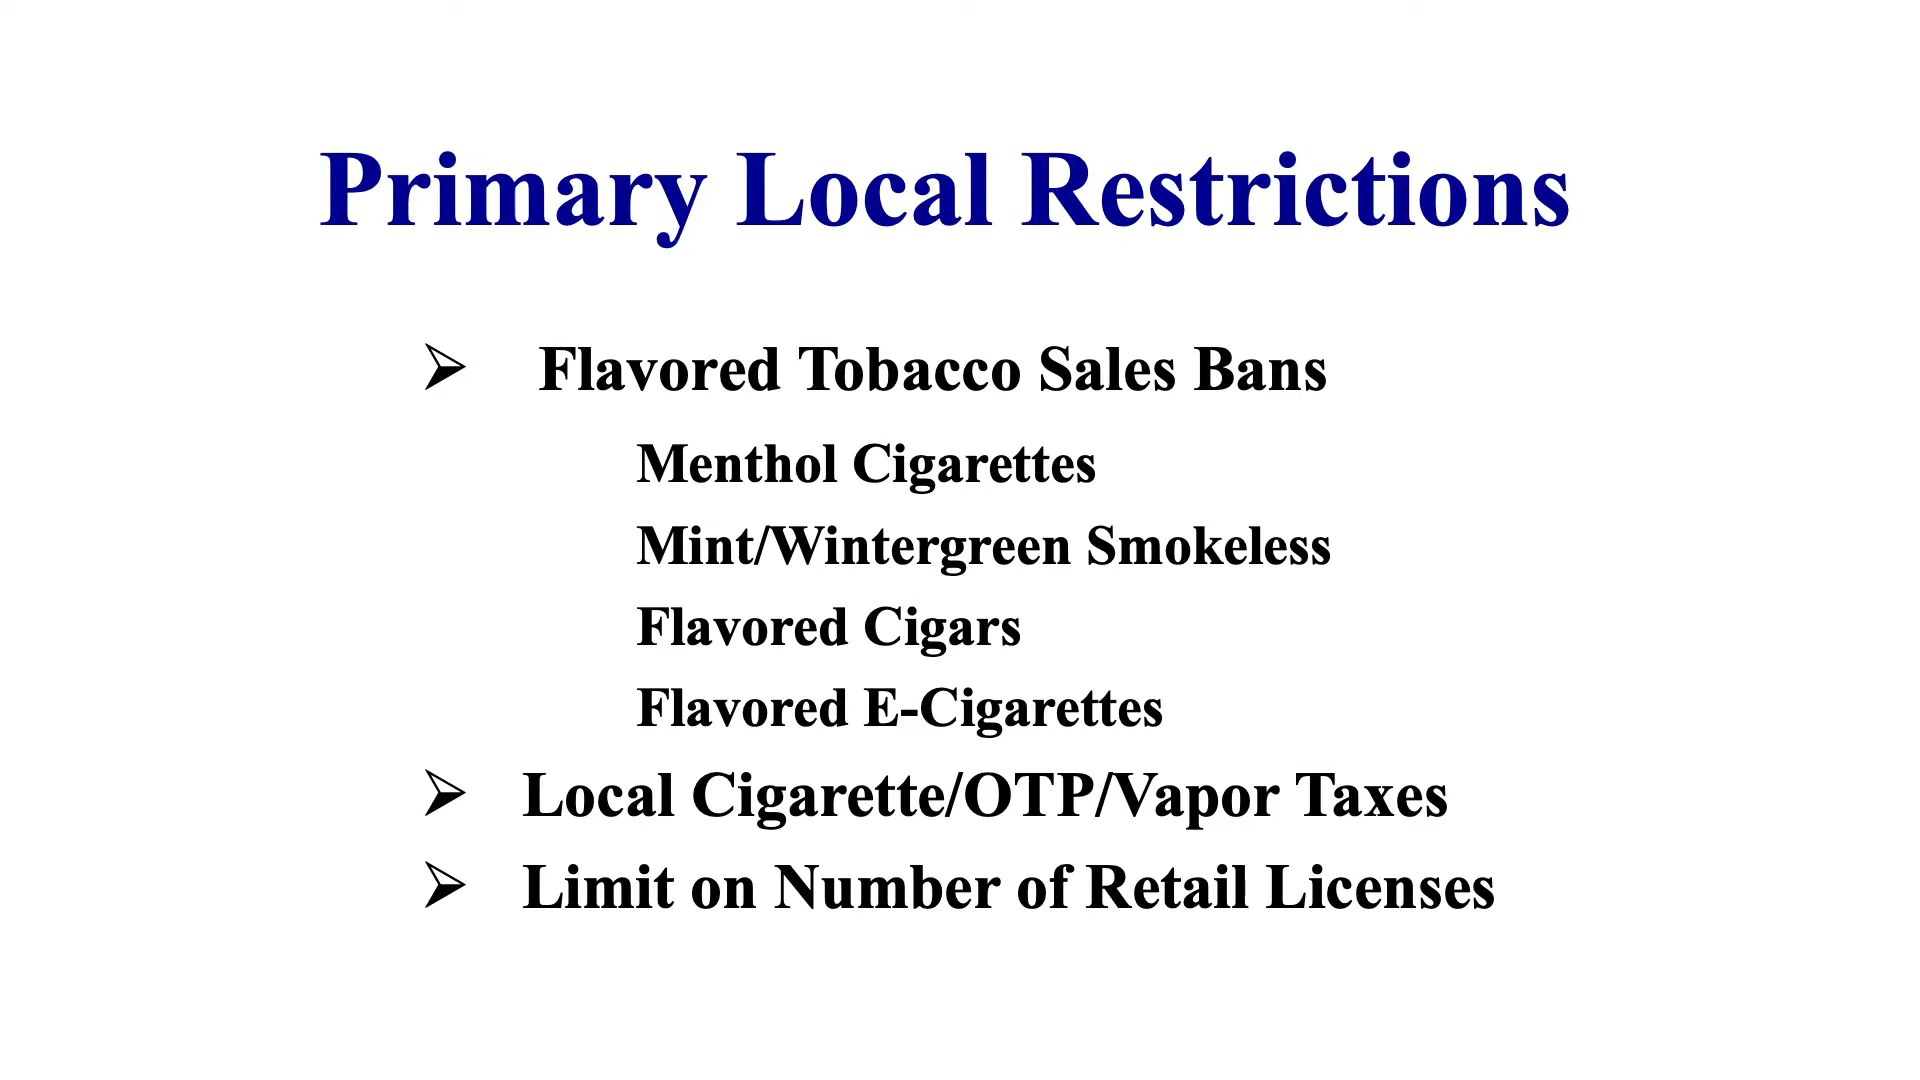 Primary Local Restrictions
➢ Flavored Tobacco Sales Bans
Menthol Cigarettes
Mint/Wintergreen Smokeless
Flavored Cigars
Flavored E-Cigarettes
➢ Local Cigarette/OTP/Vapor Taxes
➢ Limit on Number of Retail Licenses